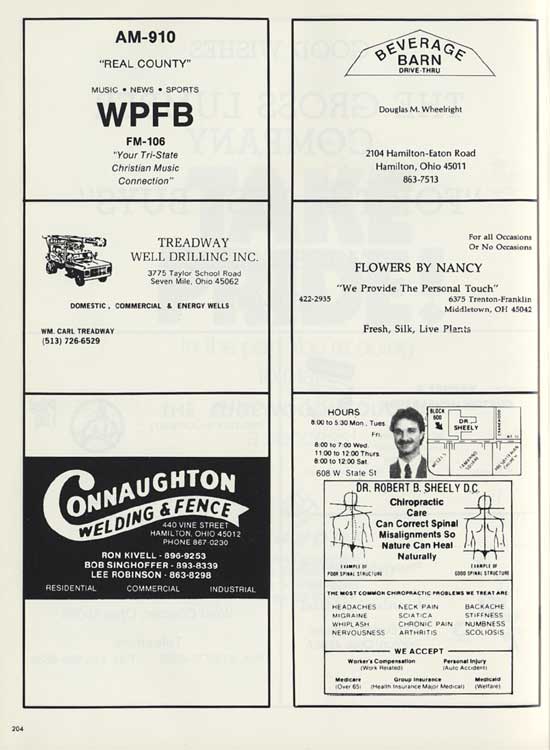 AM-910
"REAL COUNTY"
MUSIC • NEWS • SPORTS
WPFB
FM-106
"Your Tri-State
Christian Music
Connection"
BEVERAGE
BARN
DRIVE-THRU
Douglas M. Wheelright
2104 Hamilton-Eaton Road
Hamilton, Ohio 45011
863-7513
TREADWAY
WELL DRILLING INC.
3775 Taylor School Road
Seven Mile, Ohio 45062
DOMESTIC, COMMERCIAL & ENERGY WELLS
WM. CARL TREADWAY
(513) 726-6529
For all Occasions
Or No Occasions
FLOWERS BY NANCY
"We Provide The Personal Touch"
422-2935 6375 Trenton-Franklin
Middletown, OH 45042
Fresh, Silk, Live Plants
CONNAUGHTON
WELDING & FENCE
440 VINE STREET
HAMILTON, OHIO 45012
PHONE 867-0230
RON KIVELL - 896-9253
BOB SINGHOFFER - 893-8339
LEE ROBINSON - 863-8298
RESIDENTIAL COMMERCIAL INDUSTRIAL
HOURS
8:00 to 5:30 Mon., Tues.
Fri.
8:00 to 7:00 Wed.
11:00 to 12:00 Thurs.
8:00 to 12:00 Sat.
608 W. State St
BLOCK
600
DR.
SHEELY
DR. ROBERT B. SHEELY D.C.
Chiropractic
Care
Can Correct Spinal
Misalignments So
Nature Can Heal
Naturally
EXAMPLE OF
POOR SPINAL STRUCTURE
EXAMPLE OF
GOOD SPINAL STRUCTURE
THE MOST COMMON CHIROPRACTIC PROBLEMS WE TREAT ARE
HEADACHES NECK PAIN BACKACHE
MIGRAINE SCIATICA STIFFNESS
WHIPLASH CHRONIC PAIN NUMBNESS
NERVOUSNESS ARTHRITIS SCOLIOSIS
WE ACCEPT
Worker's Compensation Personal Injury
(Work Related) (Auto Accident)
Medicare Group Insurance Medicaid
(Over 65) (Health Insurance Major Medical) (Welfare)
204